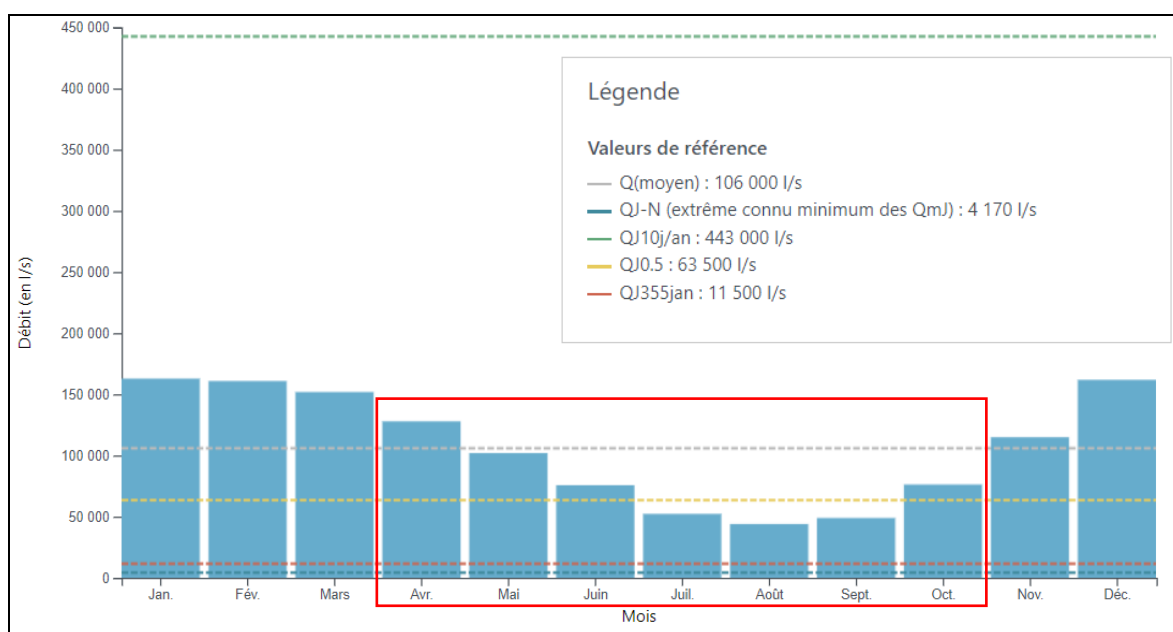 450 000
400 000
350 000
300 000
250 000
200 000
150 000
100 000
50 000
0
Débit (en l/s)
Légende
Valeurs de référence
Q(moyen) : 106 000 l/s
QJ-N (extrême connu minimum des QmJ) : 4 170 l/s
QJ10j/an : 443 000 l/s
QJ0.5 : 63 500 l/s
QJ355jan : 11 500 l/s
Jan. Fév. Mars Avr. Mai Juin Juil. Août Sept. Oct. Nov. Déc.
Mois